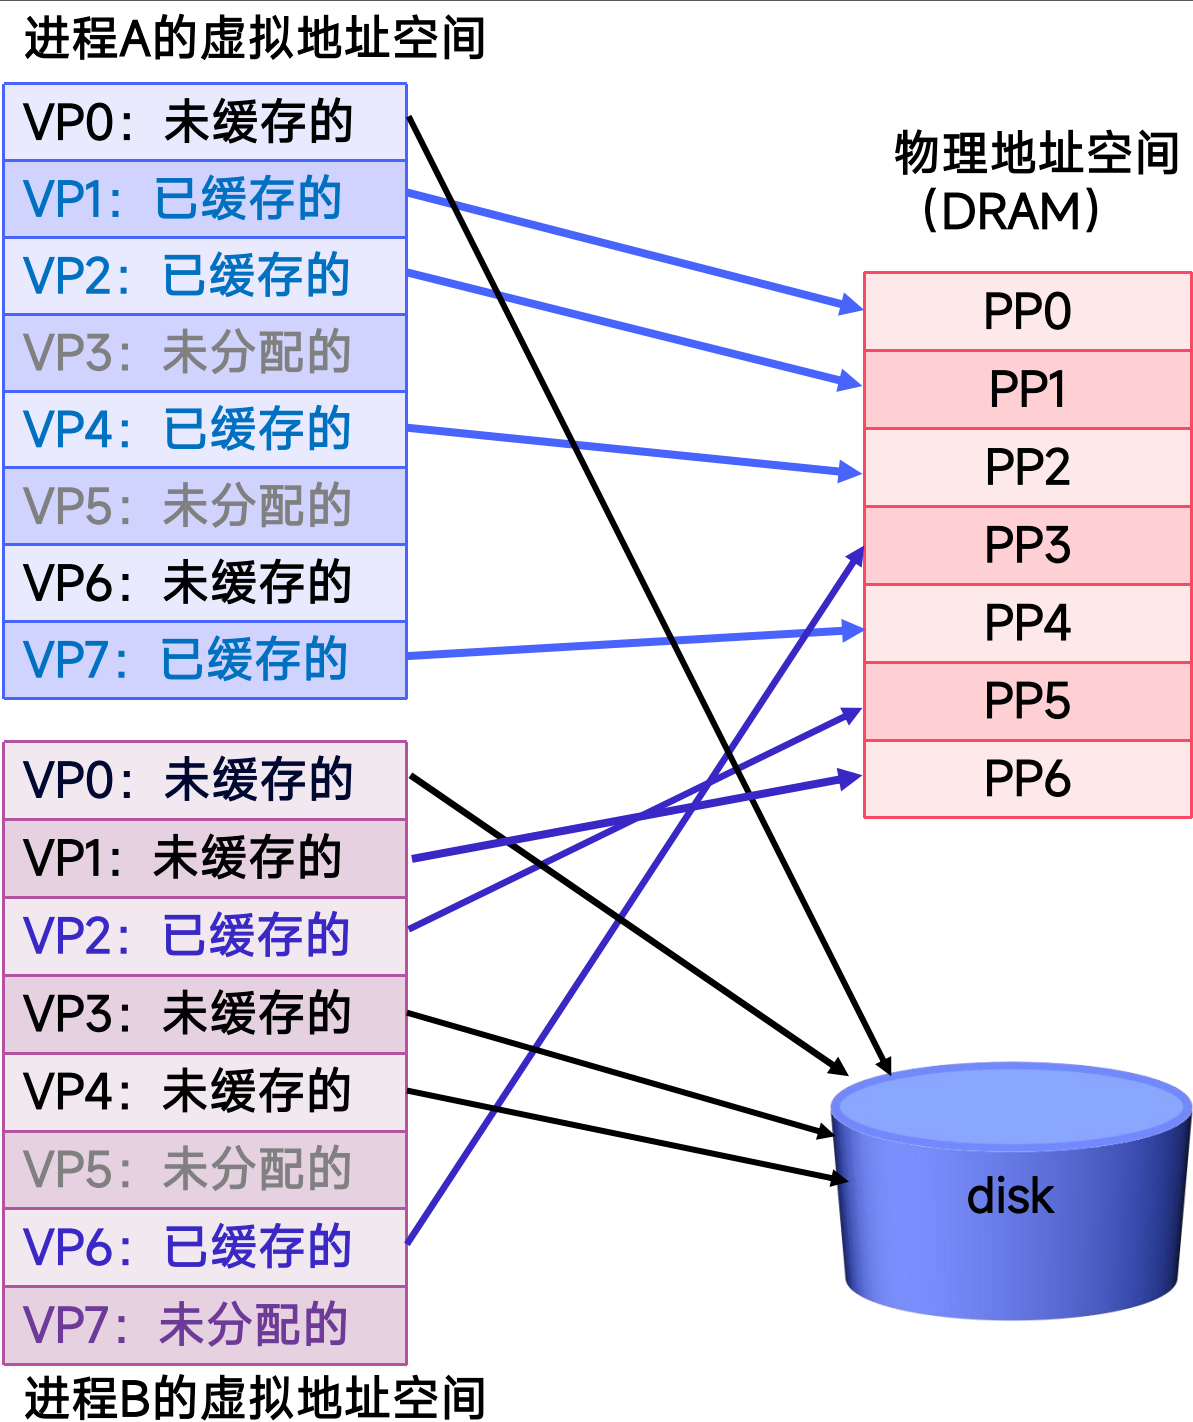 进程A的虚拟地址空间
VP0：未缓存的
VP1：已缓存的
VP2：已缓存的
VP3：未分配的
VP4：已缓存的
VP5：未分配的
VP6：未缓存的
VP7：已缓存的
物理地址空间
（DRAM）
PP0
PP1
PP2
PP3
PP4
PP5
PP6
VP0：未缓存的
VP1：未缓存的
VP2：已缓存的
VP3：未缓存的
VP4：未缓存的
VP5：未分配的
VP6：已缓存的
VP7：未分配的
进程B的虚拟地址空间
disk